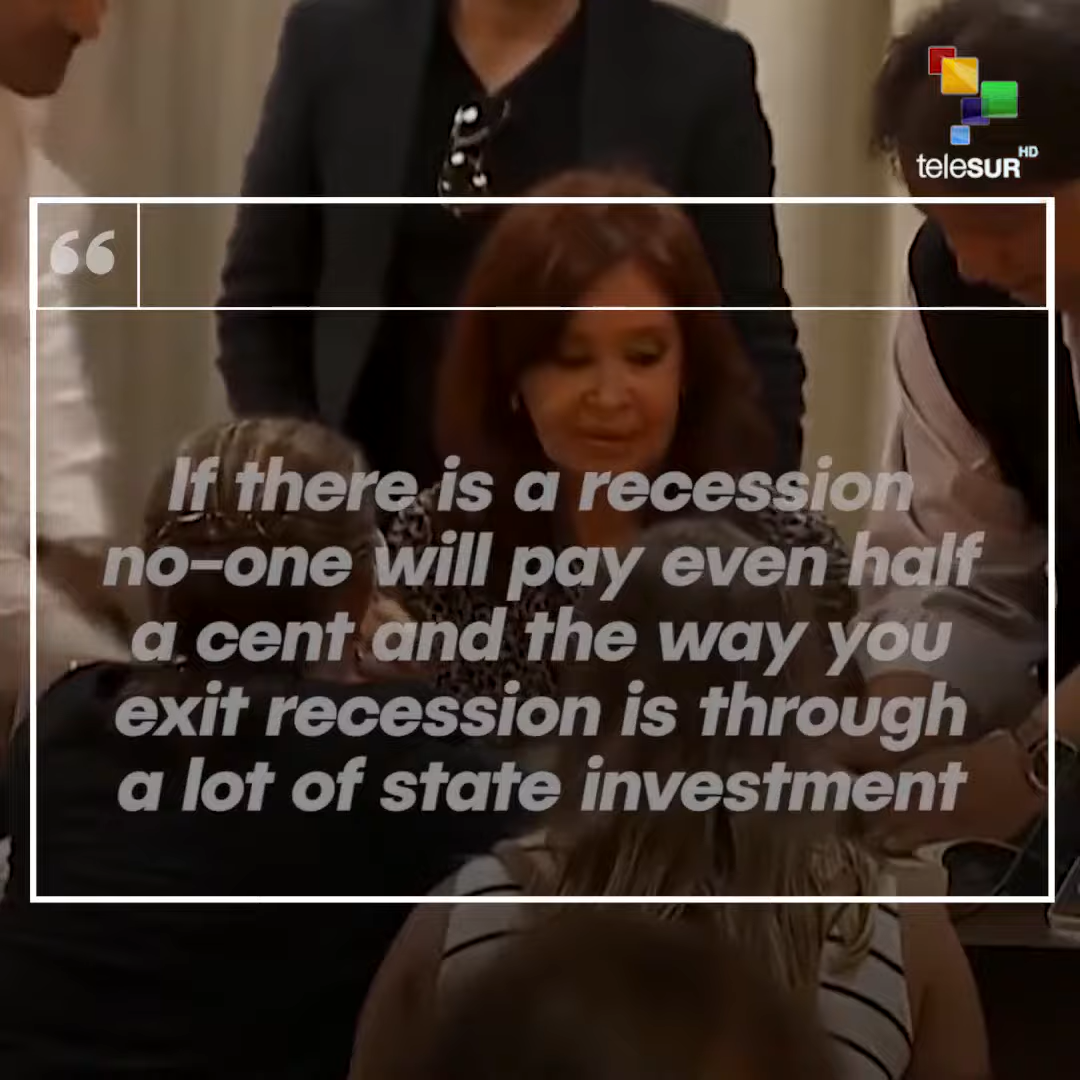 teleSUR HD
“
If there is a recession
no-one will pay even half
a cent and the way you
exit recession is through
a lot of state investment